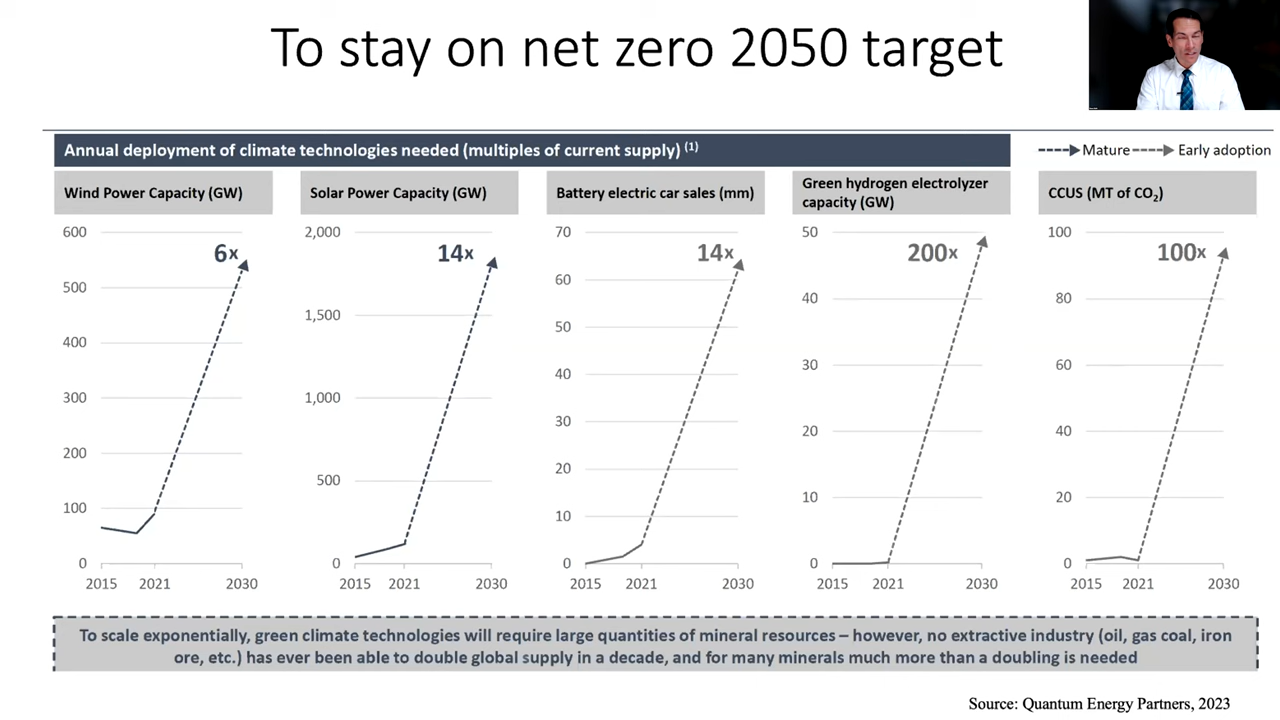 To stay on net zero 2050 target
Annual deployment of climate technologies needed (multiples of current supply) (1)
Mature
Early adoption
Wind Power Capacity (GW)
600
500
400
300
200
100
0
2015
2021
2030
6x
Solar Power Capacity (GW)
2,000
1,500
1,000
500
0
2015
2021
2030
14x
Battery electric car sales (mm)
70
60
50
40
30
20
10
0
2015
2021
2030
14x
Green hydrogen electrolyzer
capacity (GW)
50
40
30
20
10
0
2015
2021
2030
200x
CCUS (MT of CO2)
100
80
60
40
20
0
2015
2021
2030
100x
To scale exponentially, green climate technologies will require large quantities of mineral resources – however, no extractive industry (oil, gas coal, iron
ore, etc.) has ever been able to double global supply in a decade, and for many minerals much more than a doubling is needed
Source: Quantum Energy Partners, 2023